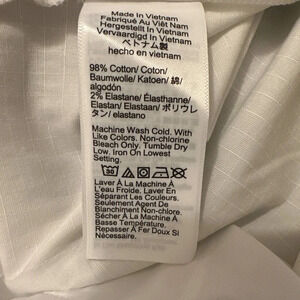 Made In Vietnam
Fabriqué Au Viêt Nam
Hergestellt In Vietnam
Vervaardigd In Vietnam
ベトナム製
hecho en Vietnam
98% Cotton/ Coton/
Baumwolle/ Katoen/ 綿/
algodón
2% Elastane/ Élasthanne/
Elastan/ Elastaan/ ポリウレ
タン/ elastano
Machine Wash Cold. With
Like Colors. Non-chlorine
Bleach Only. Tumble Dry
Low. Iron On Lowest
Setting.
30
Laver À La Machine À
L'eau Froide. Laver En
Séparant Les Couleurs.
Seulement Agent De
Blanchiment Non-chlore.
Sécher À La Machine À
Basse Température.
Repasser À Fer Doux Si
Nécessaire.